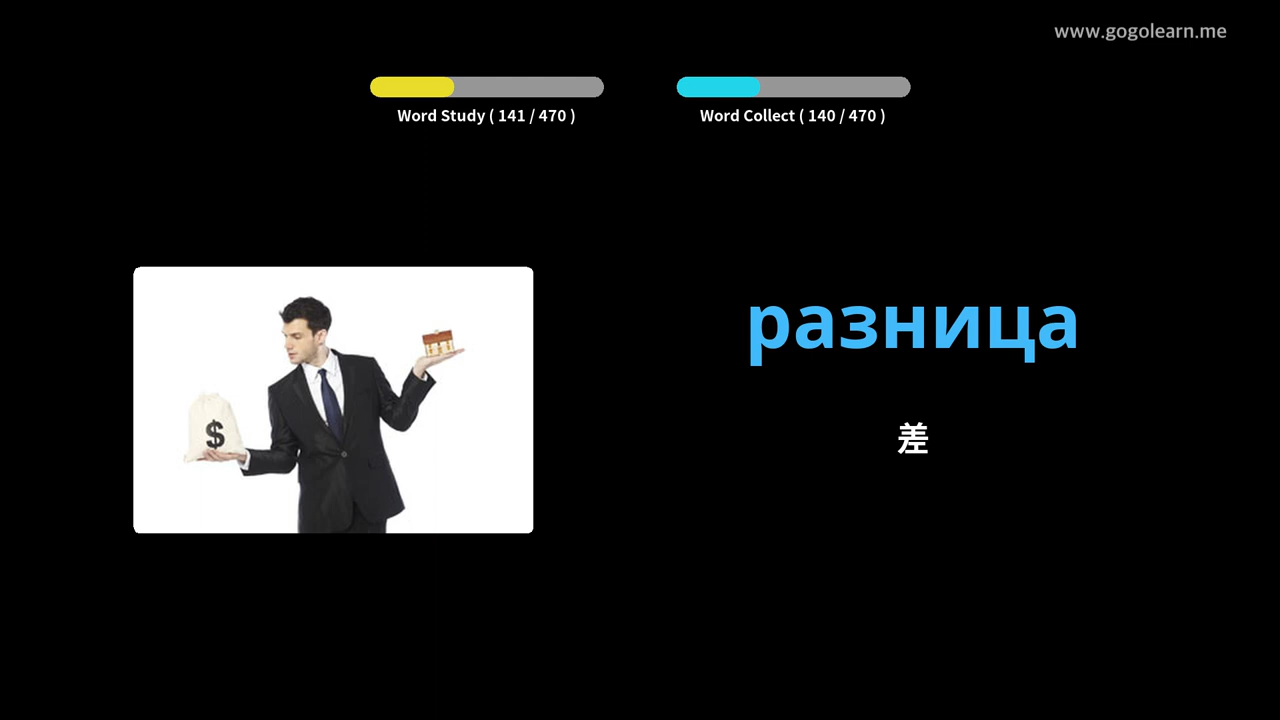 www.gogolearn.me
Word Study ( 141 / 470 )
Word Collect ( 140 / 470 )
разница
差
$